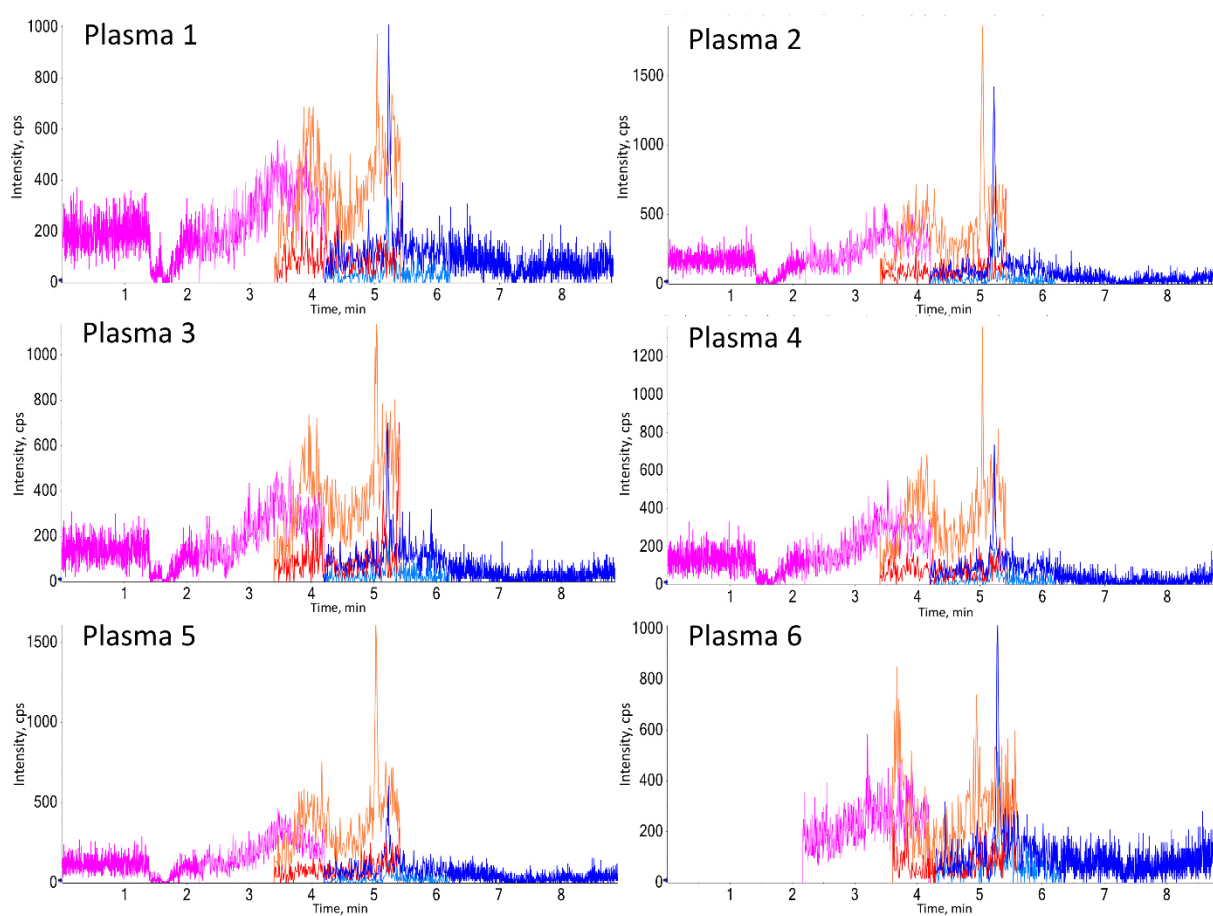 Plasma 1
Intensity, cps
1000
800
600
400
200
0
1 2 3 4 5 6 7 8
Time, min
Plasma 2
Intensity, cps
1500
1000
500
0
1 2 3 4 5 6 7 8
Time, min
Plasma 3
Intensity, cps
1000
800
600
400
200
0
1 2 3 4 5 6 7 8
Time, min
Plasma 4
Intensity, cps
1200
1000
800
600
400
200
0
1 2 3 4 5 6 7 8
Time, min
Plasma 5
Intensity, cps
1500
1000
500
0
1 2 3 4 5 6 7 8
Time, min
Plasma 6
Intensity, cps
1000
800
600
400
200
0
1 2 3 4 5 6 7 8
Time, min